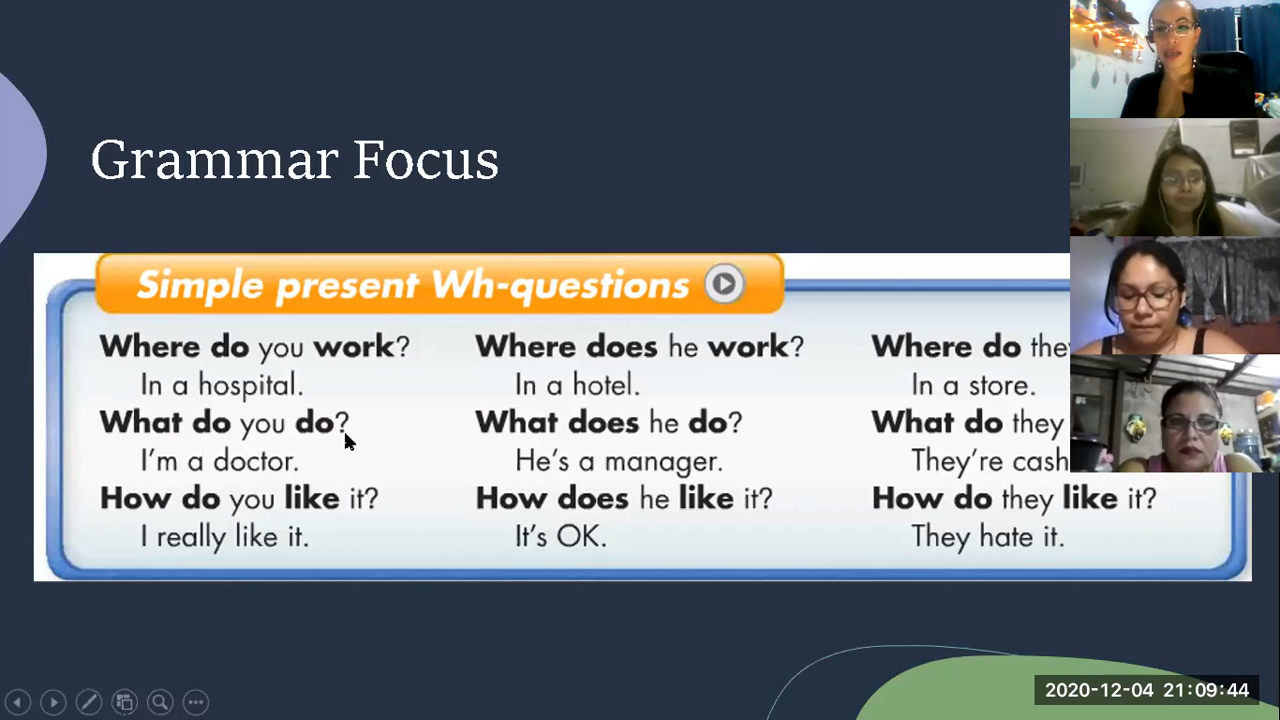 Grammar Focus
Simple present Wh-questions
Where do you work?
In a hospital.
What do you do?
I'm a doctor.
How do you like it?
I really like it.
Where does he work?
In a hotel.
What does he do?
He's a manager.
How does he like it?
It's OK.
Where do
In a store.
What do they
They're
How do they like it?
They hate it.
2020-12-04 21:09:44